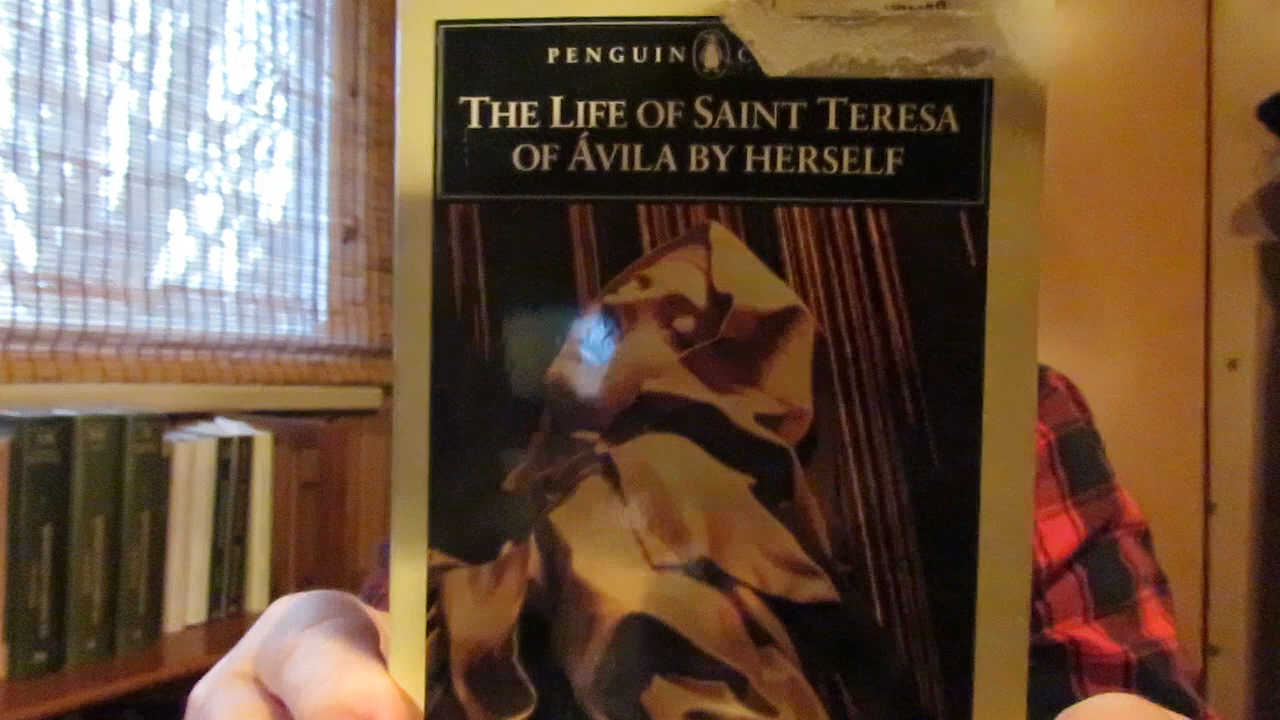 PENGUIN C
THE LIFE OF SAINT TERESA
OF ÁVILA BY HERSELF